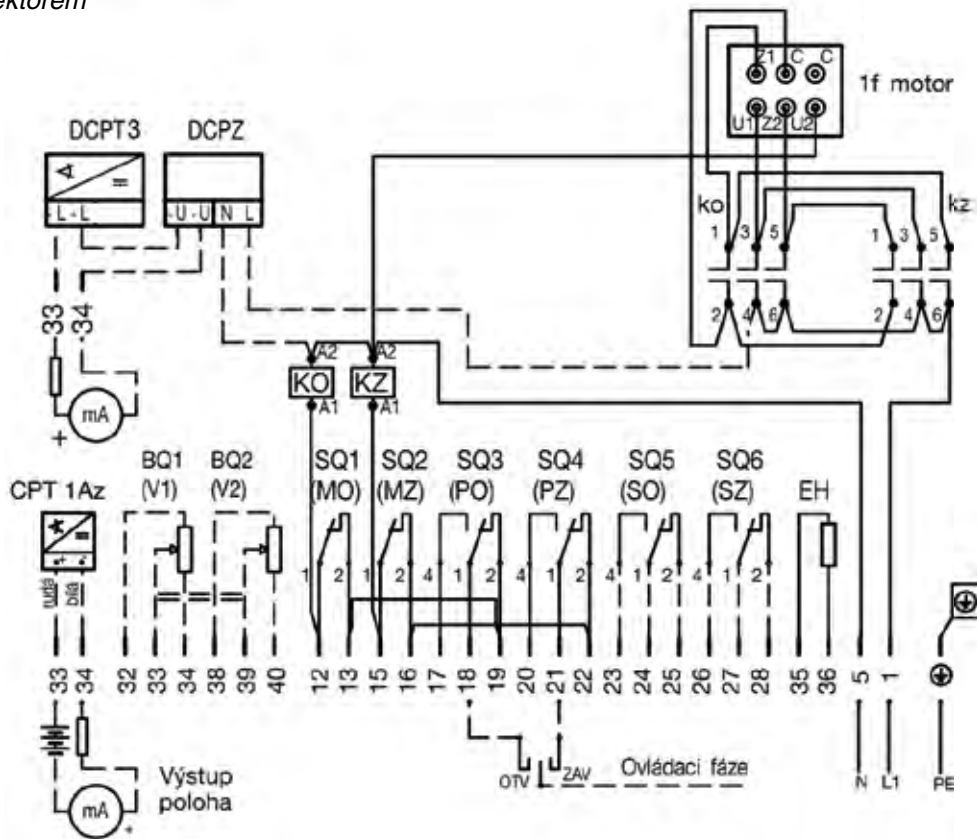 ektorem
Z1 C C
1f motor
U1 Z2 U2
DCPT3 DCPZ
-L +L -U +U N L
ko kz
1 3 5 1 3 5
2 4 6 2 4 6
33 34
mA
+
A2 A2
KO KZ
A1 A1
CPT 1Az
BQ1 BQ2 SQ1 SQ2 SQ3 SQ4 SQ5 SQ6 EH
(V1) (V2) (MO) (MZ) (PO) (PZ) (SO) (SZ)
+ -
rudá bílá
1 2 1 2 4 1 2 4 1 2 4 1 2 4 1 2
33 34 32 33 34 38 39 40 12 13 15 16 17 18 19 20 21 22 23 24 25 26 27 28 35 36 5 1
OTV ZAV Ovládaci fáze
N L1 PE
Výstup
poloha
mA
+